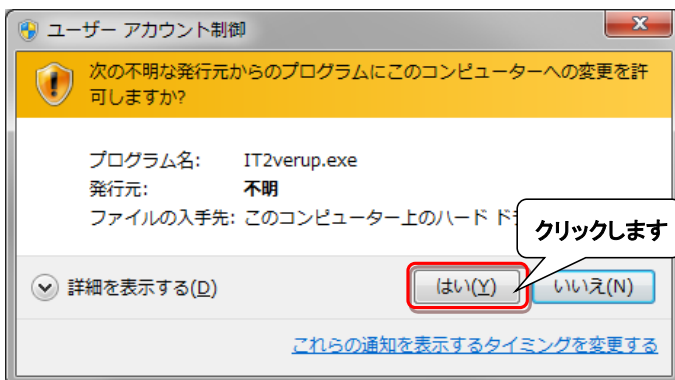 ユーザー アカウント制御
次の不明な発行元からのプログラムにこのコンピューターへの変更を許
可しますか?
プログラム名: IT2verup.exe
発行元: 不明
ファイルの入手先: このコンピューター上のハード
クリックします
詳細を表示する(D)
はい(Y)
いいえ(N)
これらの通知を表示するタイミングを変更する